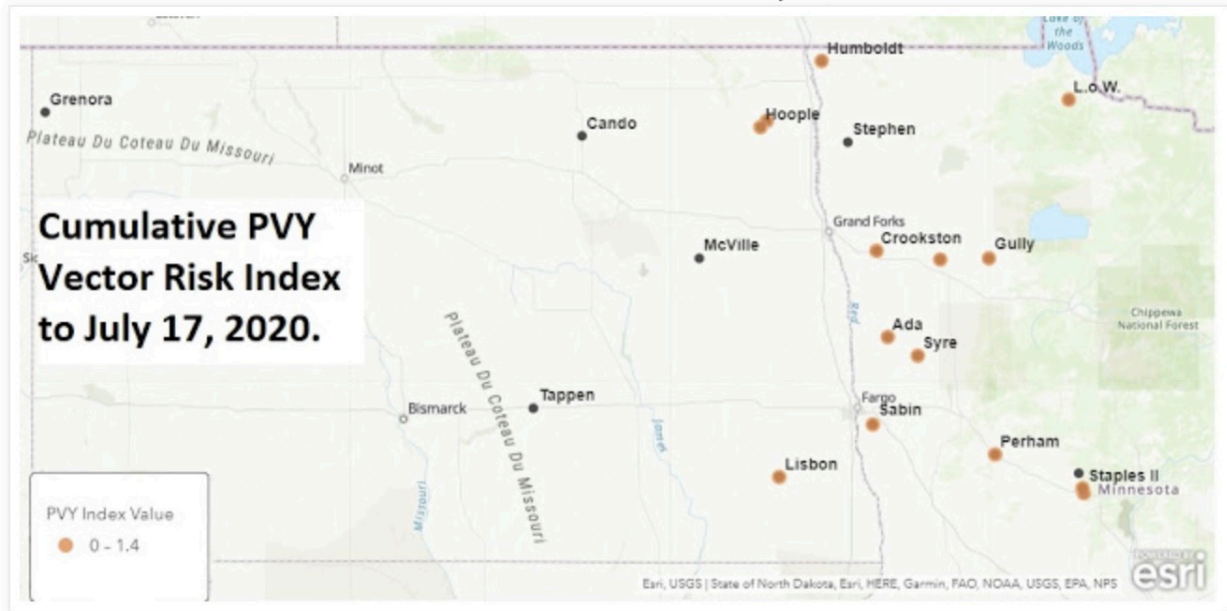 Lake of
the
Woods
Humboldt
L.o.W.
Grenora
Hoople
Cando
Stephen
Plateau Du Coteau Du Missouri
Minot
Cumulative PVY
Vector Risk Index
to July 17, 2020.
Grand Forks
Crookston
Gully
McVille
Red
Chippewa
National Forest
Ada
Syre
Plateau Du Coteau Du Missouri
Tappen
Bismarck
Fargo
Sabin
James
Perham
Lisbon
Staples II
Minnesota
Missouri
PVY Index Value
0 - 1.4
Esri, USGS | State of North Dakota, Esri, HERE, Garmin, FAO, NOAA, USGS, EPA, NPS
POWERED BY
esri